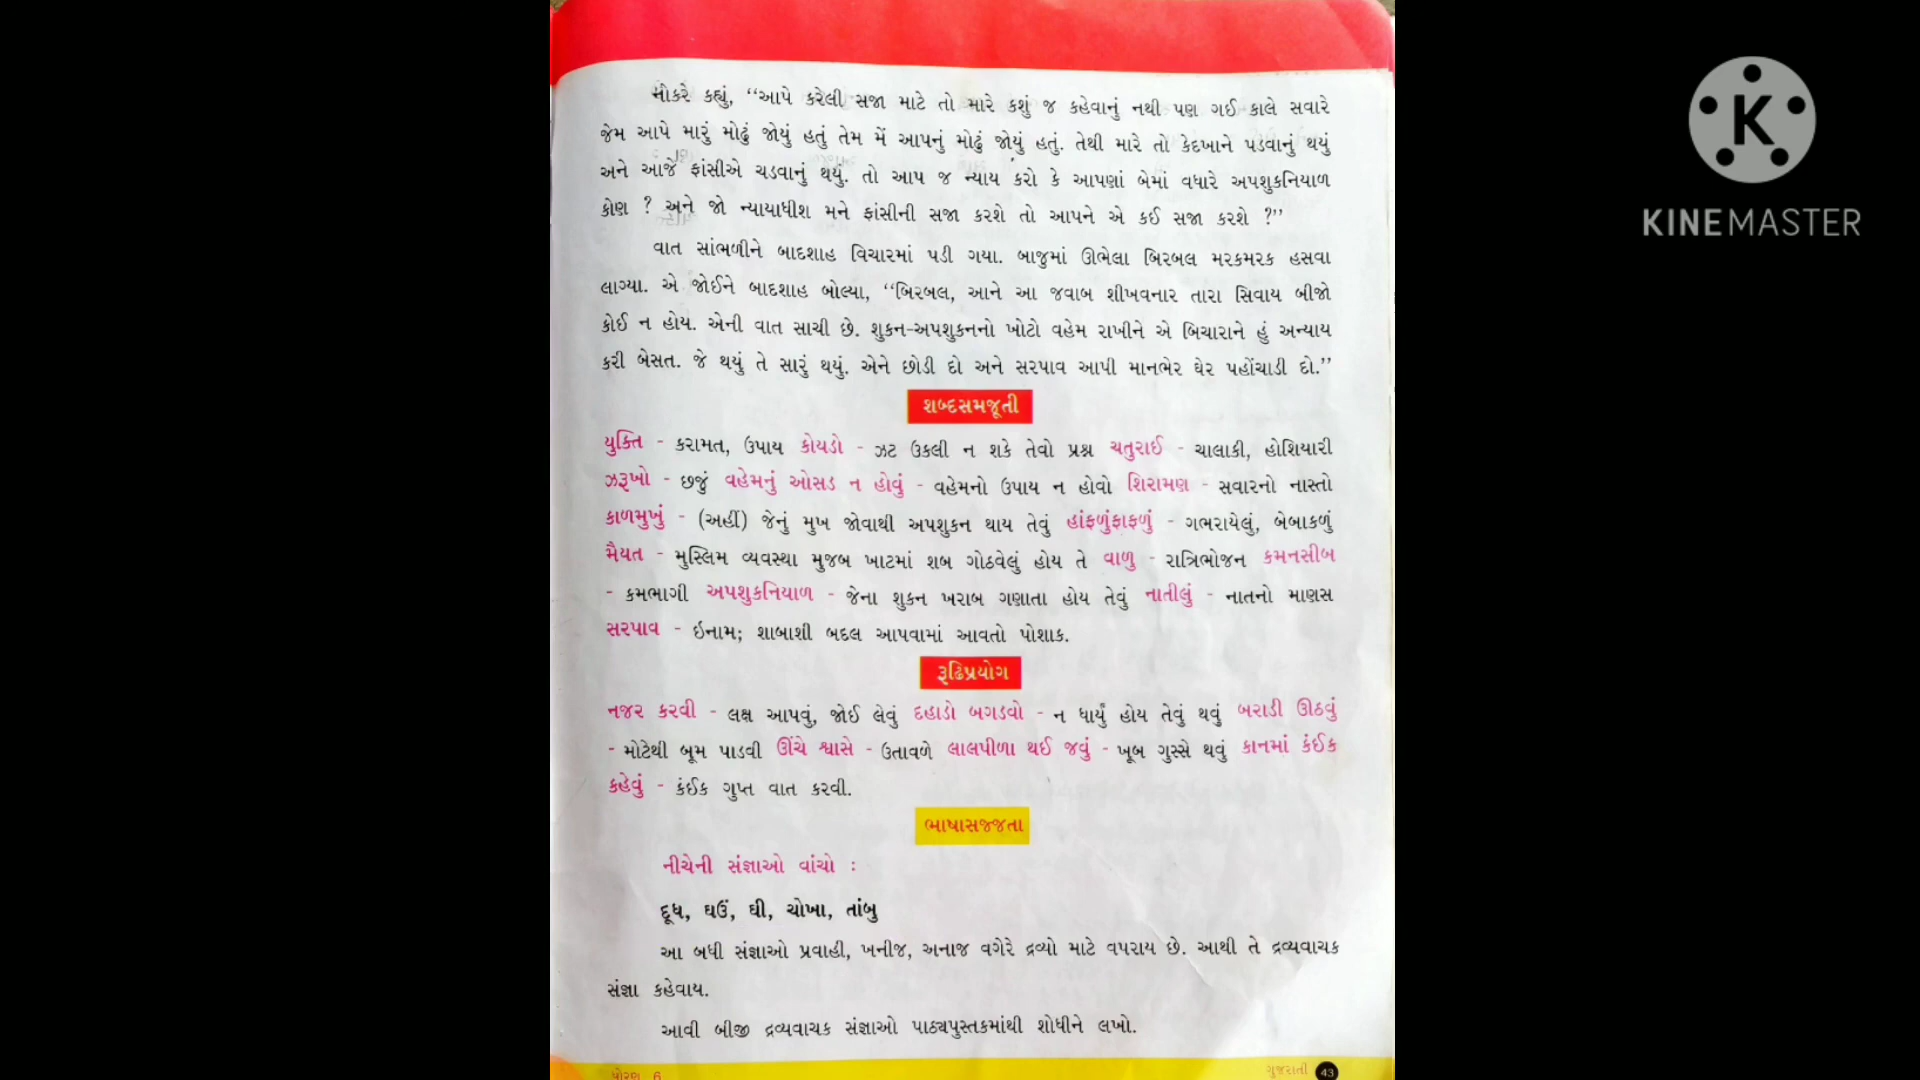 નોકરે કહ્યું, “આપે કરેલી સજા માટે તો મારે કશું જ કહેવાનું નથી પણ ગઈ કાલે સવારે
જેમ આપે મારું મોઢું જોયું હતું તેમ મેં આપનું મોઢું જોયું હતું. તેથી મારે તો કેદખાને પડવાનું થયું
અને આજે ફાંસીએ ચડવાનું થયું. તો આપ જ ન્યાય કરો કે આપણાં બેમાં વધારે અપશુકનિયાળ
કોણ ? અને જો ન્યાયાધીશ મને ફાંસીની સજા કરશે તો આપને એ કઈ સજા કરશે ?”
વાત સાંભળીને બાદશાહ વિચારમાં પડી ગયા. બાજુમાં ઊભેલા બિરબલ મરકમરક હસવા
લાગ્યા. એ જોઈને બાદશાહ બોલ્યા, “બિરબલ, આને આ જવાબ શીખવનાર તારા સિવાય બીજો
કોઈ ન હોય. એની વાત સાચી છે. શુકન-અપશુકનનો ખોટો વહેમ રાખીને એ બિચારાને હું અન્યાય
કરી બેસત. જે થયું તે સારું થયું. એને છોડી દો અને સરપાવ આપી માનભેર ઘેર પહોંચાડી દો.”
શબ્દસમજૂતી
યુક્તિ - કરામત, ઉપાય કોયડો - ઝટ ઉકલી ન શકે તેવો પ્રશ્ન ચતુરાઈ - ચાલાકી, હોશિયારી
ઝરૂખો - છજું વહેમનું ઓસડ ન હોવું - વહેમનો ઉપાય ન હોવો શિરામણ - સવારનો નાસ્તો
કાળમુખું - (અહીં) જેનું મુખ જોવાથી અપશુકન થાય તેવું હાંફળુંફાફળું - ગભરાયેલું, બેબાકળું
મૈયત - મુસ્લિમ વ્યવસ્થા મુજબ ખાટમાં શબ ગોઠવેલું હોય તે વાળુ - રાત્રિભોજન કમનસીબ
- કમભાગી અપશુકનિયાળ - જેના શુકન ખરાબ ગણાતા હોય તેવું નાતીલું - નાતનો માણસ
સરપાવ - ઇનામ; શાબાશી બદલ આપવામાં આવતો પોશાક.
રૂઢિપ્રયોગ
નજર કરવી - લક્ષ આપવું, જોઈ લેવું દહાડો બગડવો - ન ધાર્યું હોય તેવું થવું બરાડી ઊઠવું
- મોટેથી બૂમ પાડવી ઊંચે શ્વાસે - ઉતાવળે લાલપીળા થઈ જવું - ખૂબ ગુસ્સે થવું કાનમાં કંઈક
કહેવું - કંઈક ગુપ્ત વાત કરવી.
ભાષાસજ્જતા
નીચેની સંજ્ઞાઓ વાંચો :
દૂધ, ઘઉં, ઘી, ચોખા, તાંબુ
આ બધી સંજ્ઞાઓ પ્રવાહી, ખનીજ, અનાજ વગેરે દ્રવ્યો માટે વપરાય છે. આથી તે દ્રવ્યવાચક
સંજ્ઞા કહેવાય.
આવી બીજી દ્રવ્યવાચક સંજ્ઞાઓ પાઠ્યપુસ્તકમાંથી શોધીને લખો.
ધોરણ 6
ગુજરાતી 43
K
KINEMASTER